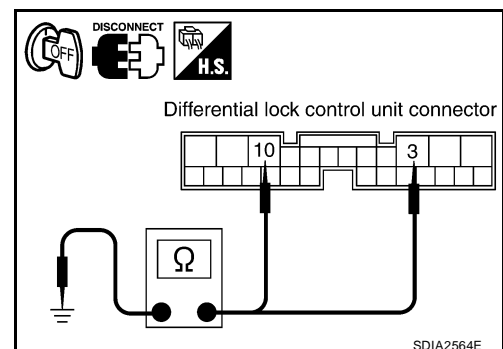 DISCONNECT
OFF
H.S.
Differential lock control unit connector
10 3
Ω
SDIA2564E